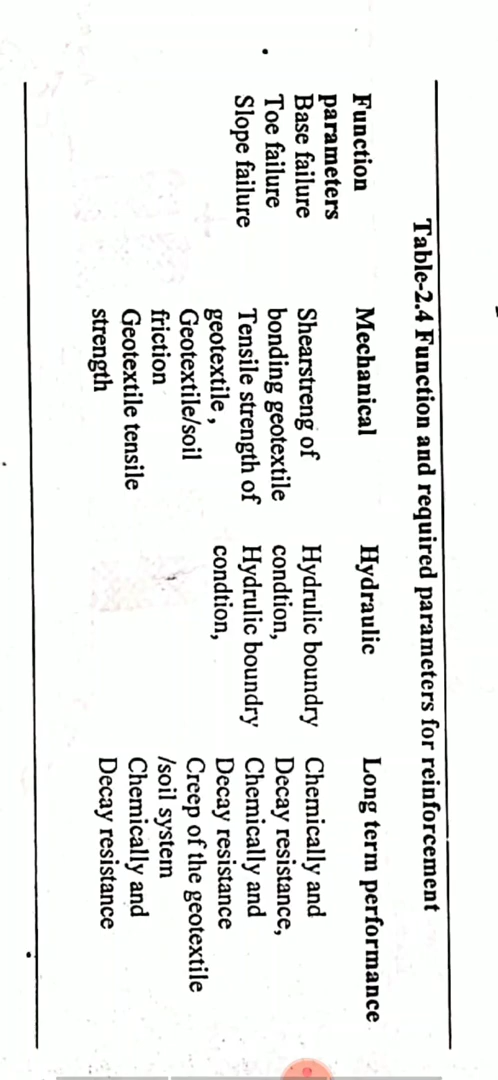 Table-2.4 Function and required parameters for reinforcement
Function parameters
Base failure
Toe failure
Slope failure
Mechanical
Shearstreng of
bonding geotextile
Tensile strength of
geotextile ,
Geotextile/soil
friction
Geotextile tensile
strength
Hydraulic
Hydrulic boundry
condtion,
Hydrulic boundry
condtion,
Long term performance
Chemically and
Decay resistance,
Chemically and
Decay resistance
Creep of the geotextile
/soil system
Chemically and
Decay resistance